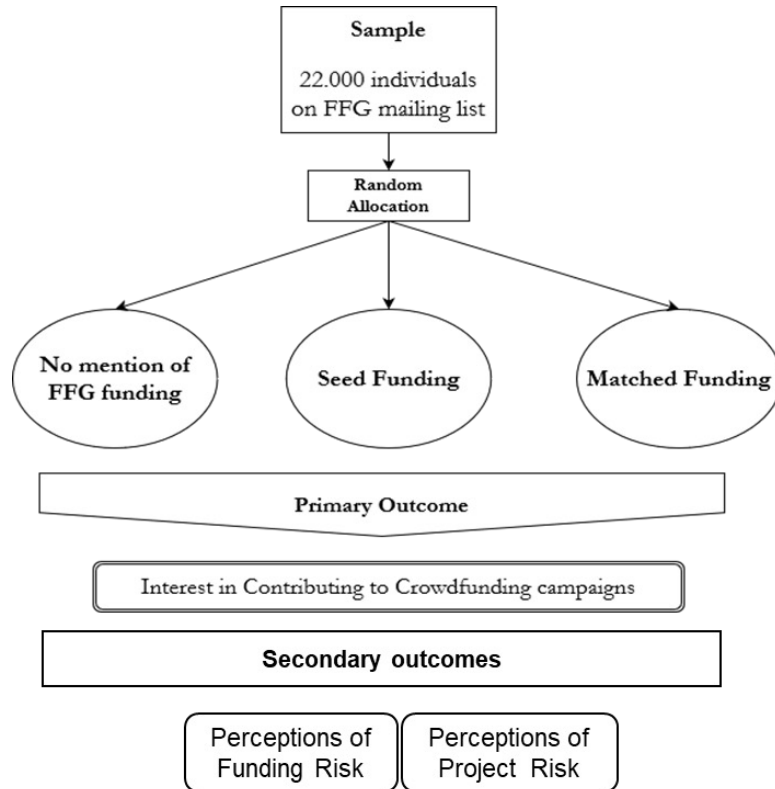 Sample
22.000 individuals
on FFG mailing list
Random
Allocation
No mention of
FFG funding
Seed Funding
Matched Funding
Primary Outcome
Interest in Contributing to Crowdfunding campaigns
Secondary outcomes
Perceptions of
Funding Risk
Perceptions of
Project Risk